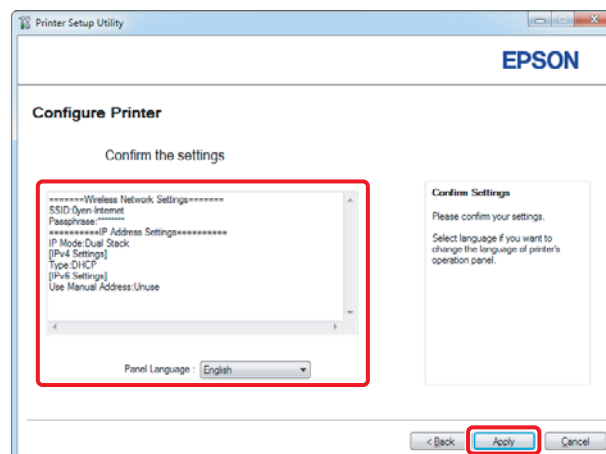 Printer Setup Utility
EPSON
Configure Printer
Confirm the settings
=======Wireless Network Settings=======
SSID:0yen-Internet
Passphrase:********
==========IP Address Settings==========
IP Mode:Dual Stack
[IPv4 Settings]
Type:DHCP
[IPv6 Settings]
Use Manual Address:Unuse
Panel Language : English
Confirm Settings
Please confirm your settings.
Select language if you want to
change the language of printer's
operation panel.
< Back Apply Cancel